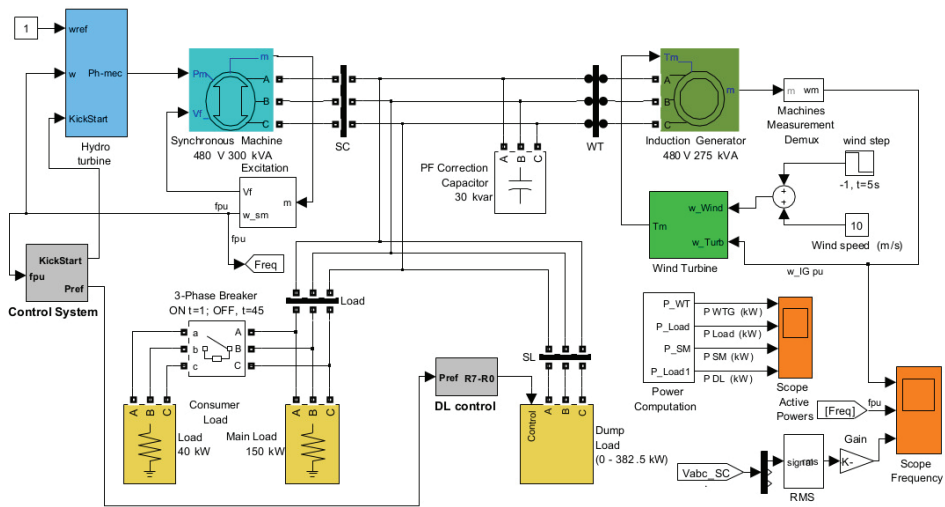 1
wref
w
Ph-mec
KickStart
Hydro
turbine
m
Pm
Vf
A
B
C
Synchronous Machine
480 V 300 kVA
SC
Excitation
Vf
m
w_sm
fpu
fpu
Freq
KickStart
fpu
Pref
Control System
A
B
C
PF Correction
Capacitor
30 kvar
WT
Tm
A
B
C
m
Induction Generator
480 V 275 kVA
m
wm
Machines
Measurement
Demux
wind step
-1, t=5s
+
+
10
Wind speed (m/s)
w_Wind
Tm
w_Turb
Wind Turbine
w_IG pu
3-Phase Breaker
ON t=1; OFF, t=45
Load
a
b
c
A
B
C
A
B
C
Load
40 kW
Consumer
Load
A
B
C
Main Load
150 kW
SL
Pref
R7-R0
DL control
Control
A
B
C
Dump
Load
(0 - 382.5 kW)
P_WT
P_Load
P_SM
P_Load1
Power
Computation
P WTG (kW)
P Load (kW)
P SM (kW)
P DL (kW)
Scope
Active
Powers
[Freq]
fpu
Vabc_SC
signal
rms
RMS
Gain
-K-
Scope
Frequency